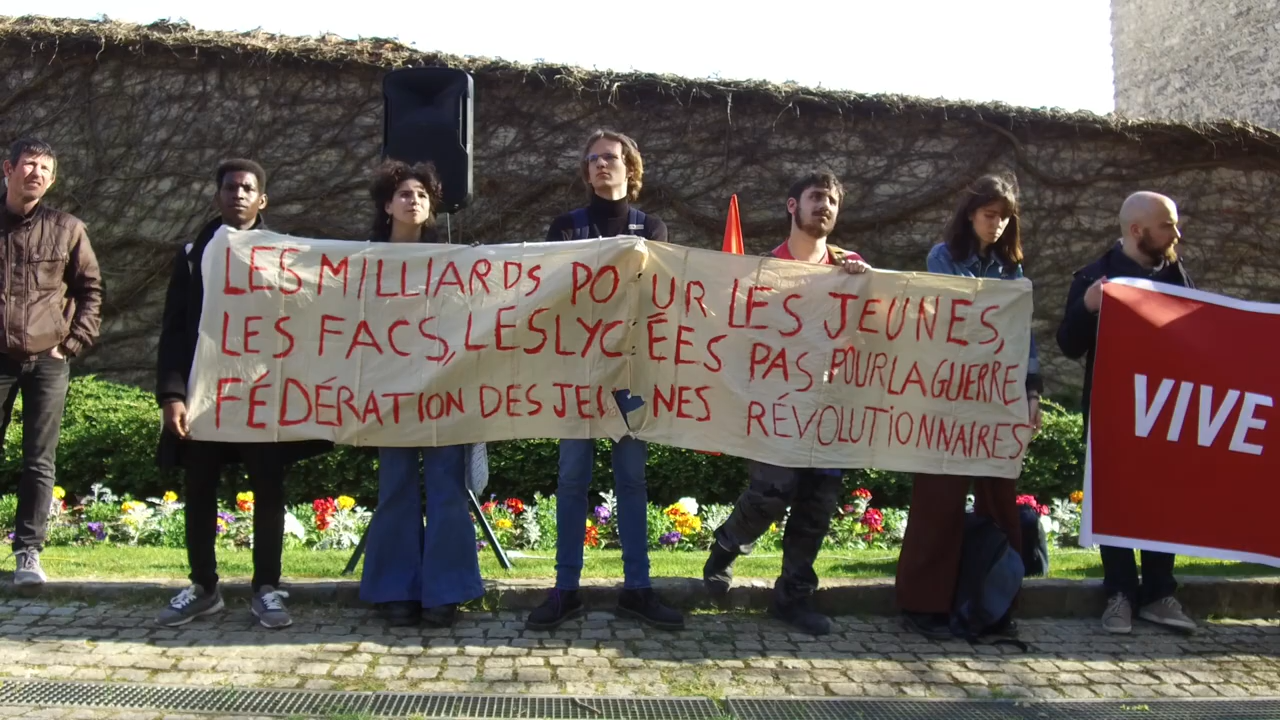 LES MILLIARDS POUR LES JEUNES,
LES FACS, LES LYCÉES PAS POUR LA GUERRE
FÉDÉRATION DES JEUNES RÉVOLUTIONNAIRES
VIVE